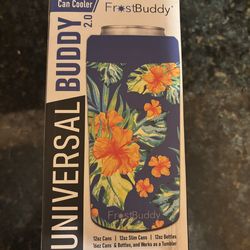 Can Cooler
FrostBuddy
UNIVERSAL BUDDY 2.0
FrostBuddy
12oz Cans | 12oz Slim Cans | 12oz Bottles
16oz Cans & Bottles, and Works as a Tumbler